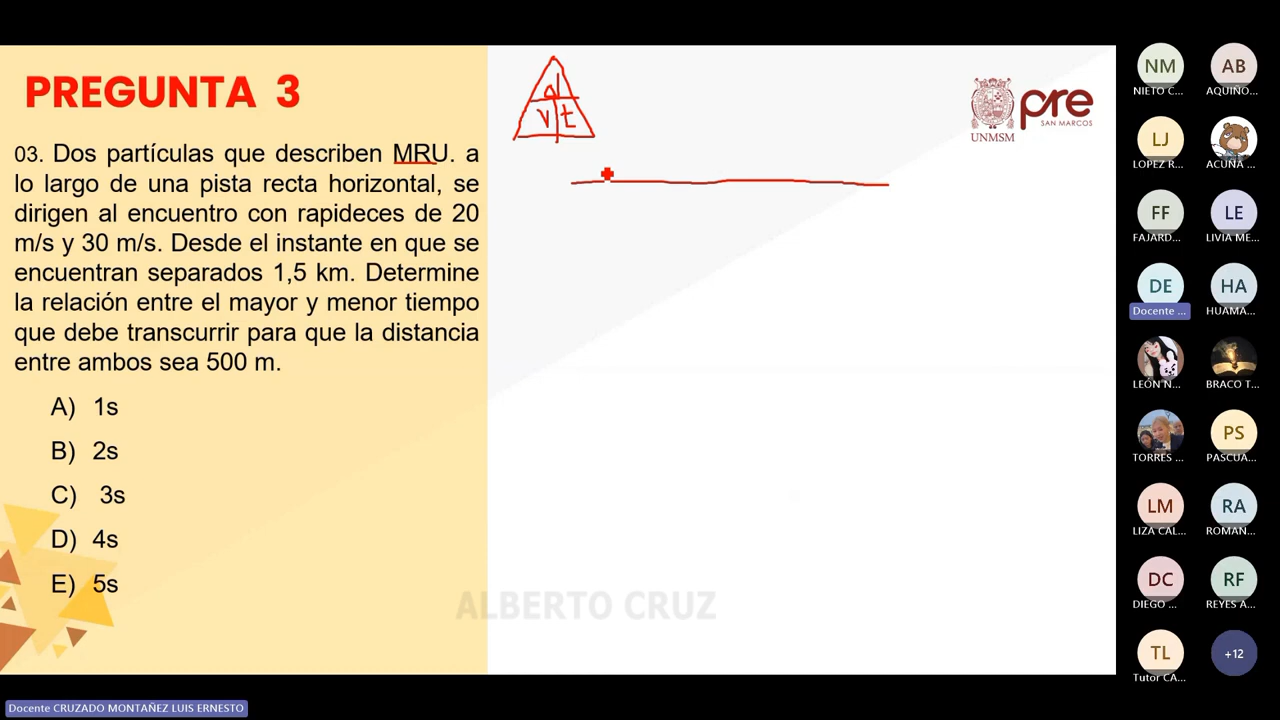 PREGUNTA 3
03. Dos partículas que describen MRU. a
lo largo de una pista recta horizontal, se
dirigen al encuentro con rapideces de 20
m/s y 30 m/s. Desde el instante en que se
encuentran separados 1,5 km. Determine
la relación entre el mayor y menor tiempo
que debe transcurrir para que la distancia
entre ambos sea 500 m.
A) 1s
B) 2s
C) 3s
D) 4s
E) 5s
d
v t
UNMSM
pre
SAN MARCOS
ALBERTO CRUZ
NM
NIETO C...
AB
AQUIÑO...
LJ
LOPEZ R...
ACUÑA ...
FF
FAJARD...
LE
LIVIA ME...
DE
Docente ...
HA
HUAMA...
LEÓN N...
BRACO T...
TORRES ...
PS
PASCUA...
LM
LIZA CAL...
RA
ROMAN...
DC
DIEGO ...
RF
REYES A...
TL
Tutor CA...
+12
Docente CRUZADO MONTAÑEZ LUIS ERNESTO